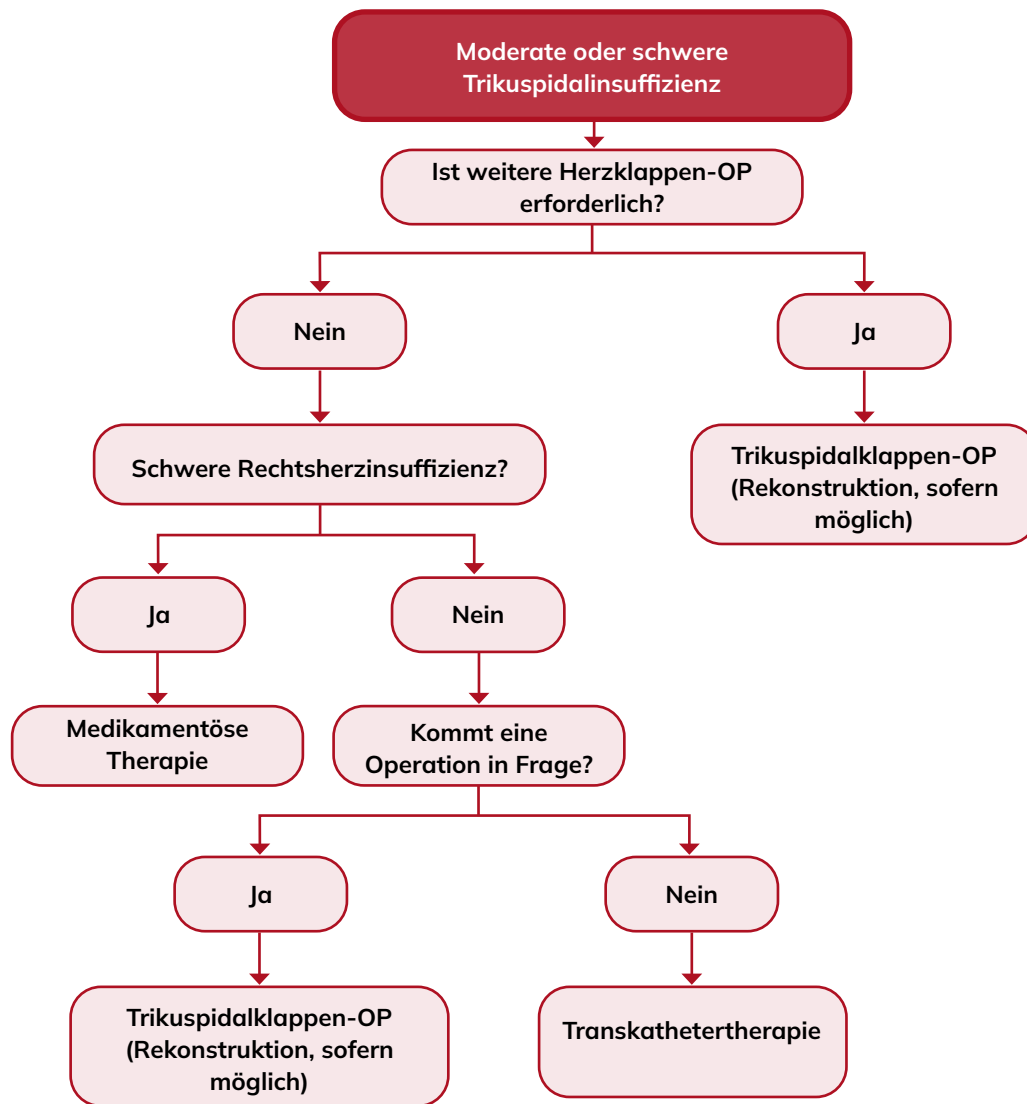 Moderate oder schwere
Trikuspidalinsuffizienz
Ist weitere Herzklappen-OP
erforderlich?
Nein
Ja
Schwere Rechtsherzinsuffizienz?
Trikuspidalklappen-OP
(Rekonstruktion, sofern
möglich)
Ja
Nein
Medikamentöse
Therapie
Kommt eine
Operation in Frage?
Ja
Nein
Trikuspidalklappen-OP
(Rekonstruktion, sofern
möglich)
Transkathetertherapie